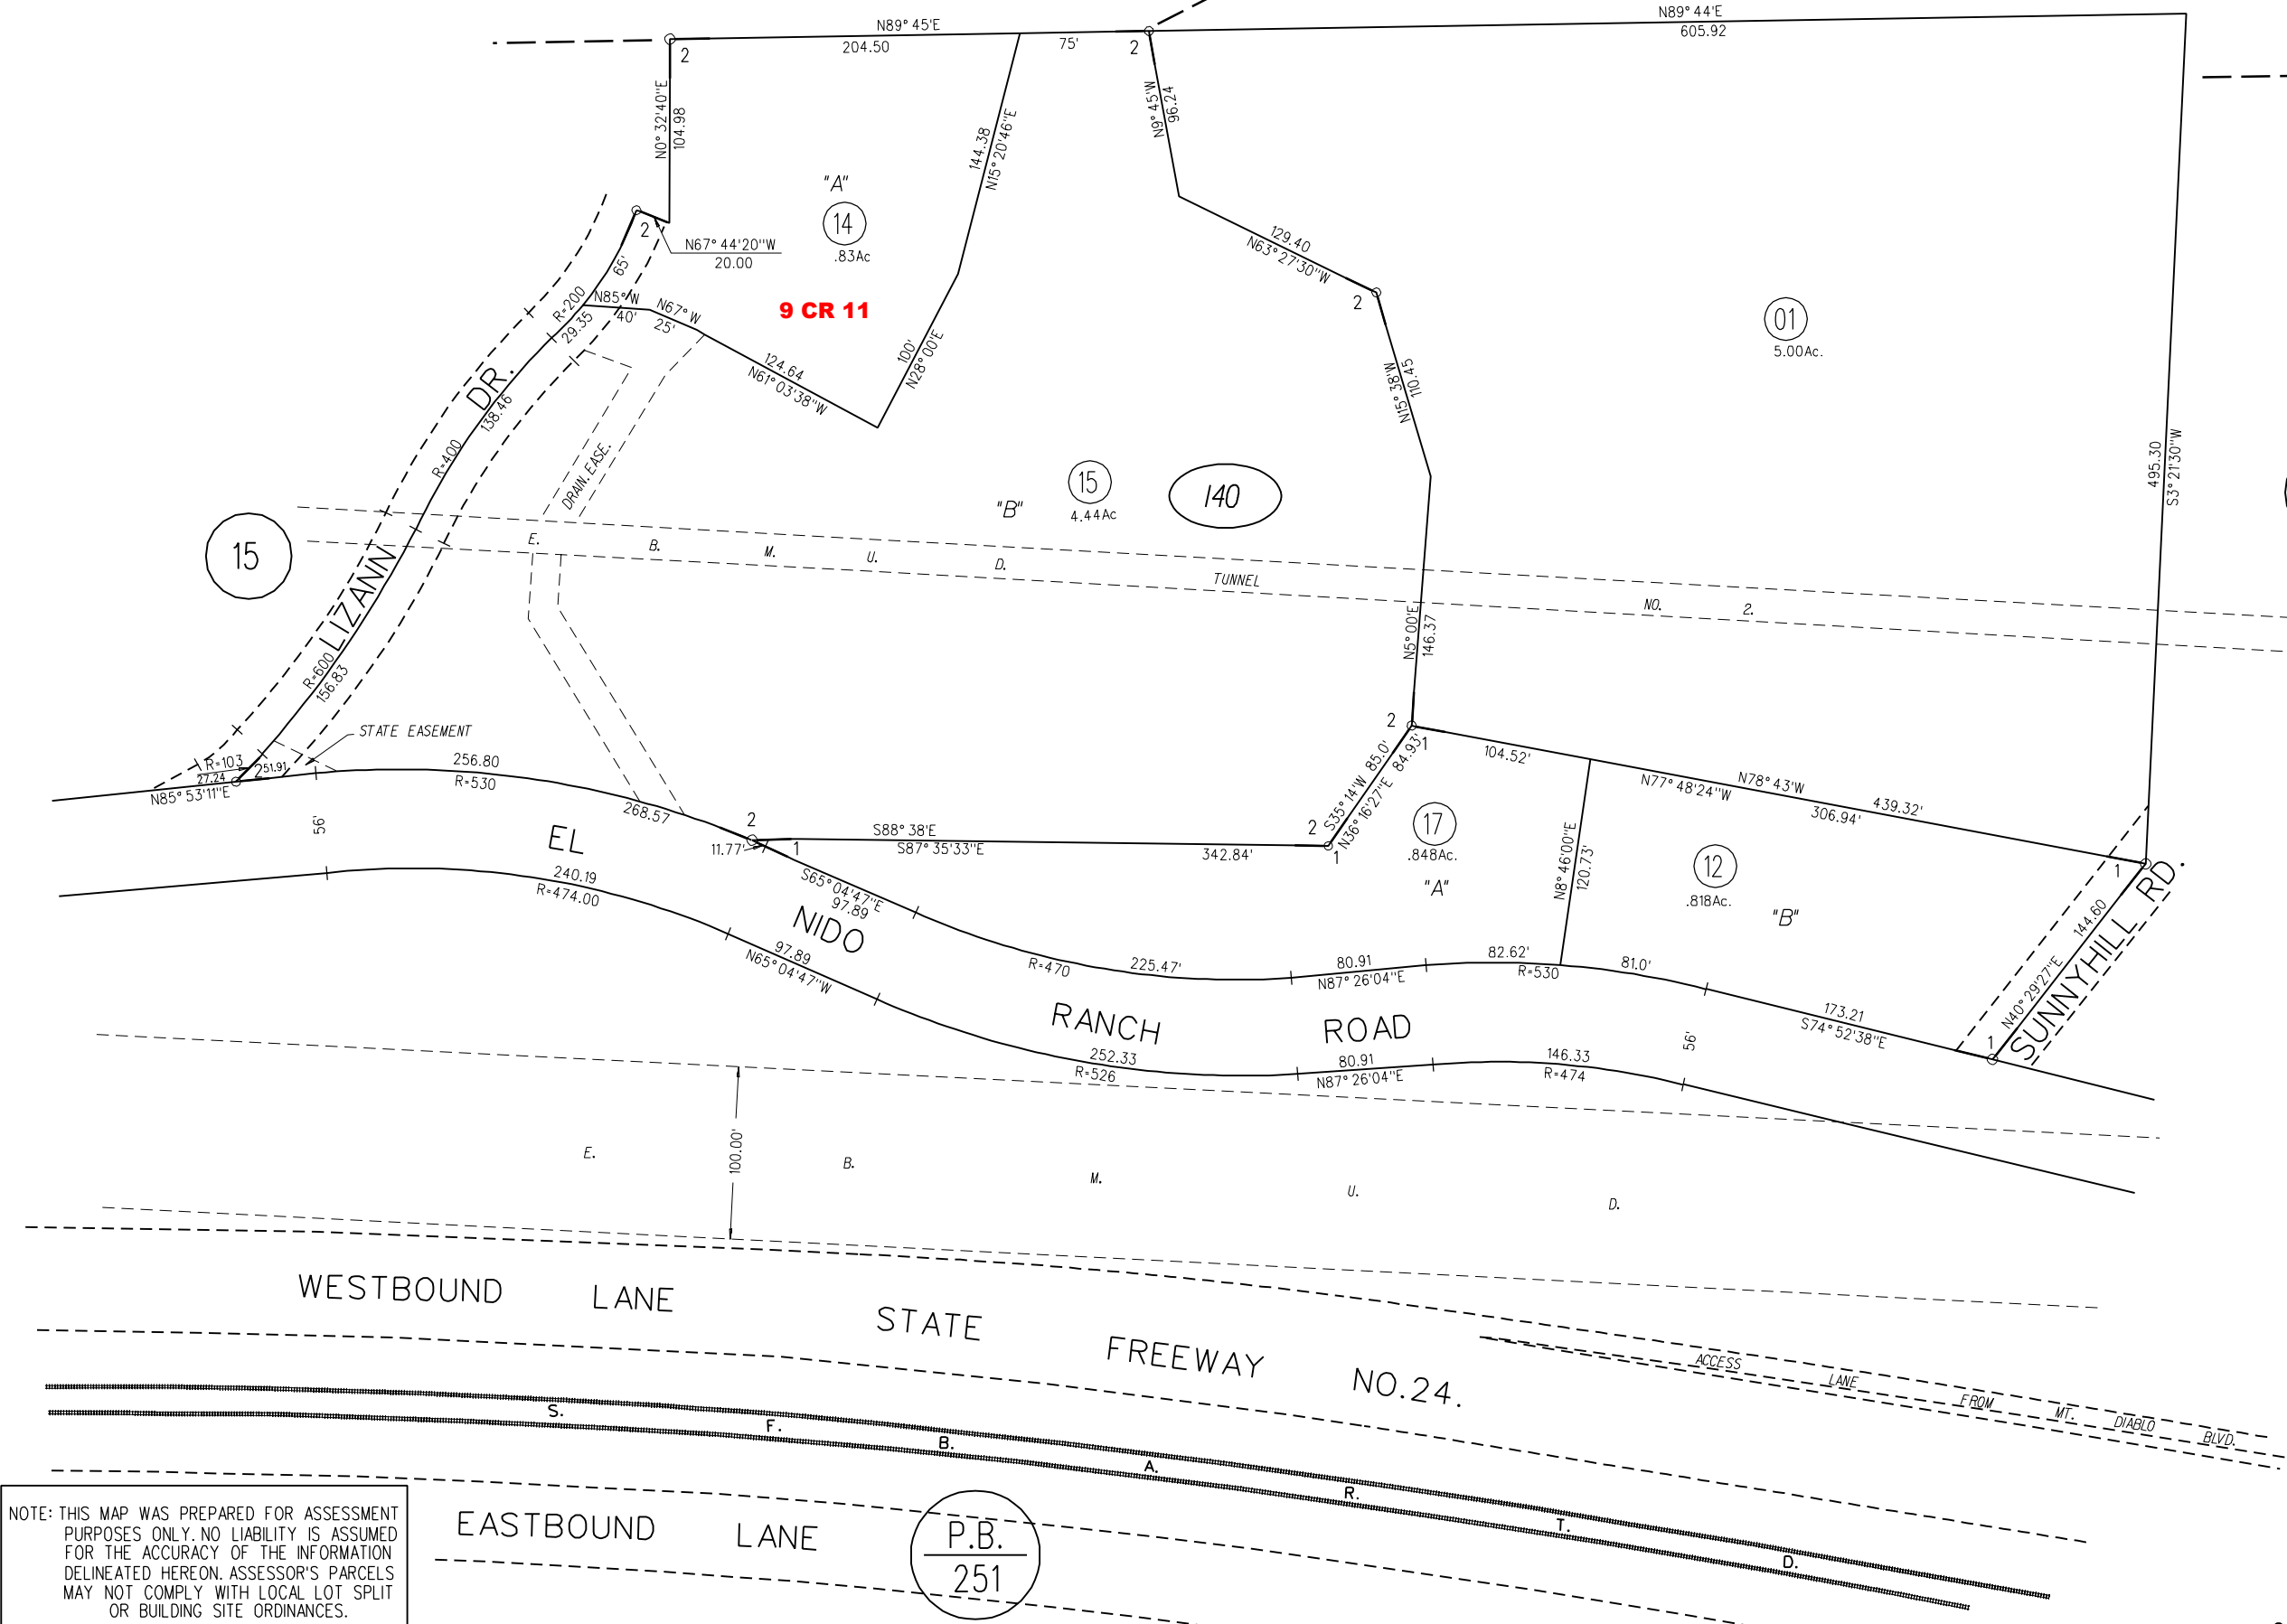 N89° 45'E
204.50
75'
2
2
N89° 44'E
605.92
N0° 32'40"E
104.98
N9° 45'W
96.24
144.38
N15° 20'46"E
"A"
14
.83Ac
9 CR 11
2
N67° 44'20"W
20.00
65'
R=200
29.35
N85° W
40'
N67° W
25'
124.64
N61° 03'38"W
100'
N28° 00'E
129.40
N63° 27'30"W
2
01
5.00Ac.
N15° 38'W
110.45
495.30
S3° 21'30"W
LIZANN DR.
138.46
R=400
DRAIN. EASE.
15
4.44Ac
"B"
140
15
E. B. M. U. D. TUNNEL NO. 2.
N5° 00'E
146.37
R=600
156.83
STATE EASEMENT
R=103
27.24
2
51.91
N85° 53'11"E
256.80
R=530
268.57
56'
2
11.77'
1
S88° 38'E
S87° 35'33"E
342.84'
2
1
2
1
S35° 14'W 85.0'
N36° 16'27"E 84.93'
104.52'
N77° 48'24"W
N78° 43'W
306.94'
439.32'
17
.848Ac.
"A"
N8° 46'00"E
120.73'
12
.818Ac.
"B"
1
144.60
N40° 29'27"E
SUNNYHILL RD.
1
EL NIDO RANCH ROAD
240.19
R=474.00
S65° 04'47"E
97.89
97.89
N65° 04'47"W
R=470
225.47'
80.91
N87° 26'04"E
82.62'
R=530
81.0'
173.21
S74° 52'38"E
56'
252.33
R=526
80.91
N87° 26'04"E
146.33
R=474
100.00'
E. B. M. U. D.
WESTBOUND LANE STATE FREEWAY NO.24.
ACCESS LANE FROM MT. DIABLO BLVD.
S. F. B. A. R. T. D.
EASTBOUND LANE
P.B.
251
NOTE: THIS MAP WAS PREPARED FOR ASSESSMENT
PURPOSES ONLY. NO LIABILITY IS ASSUMED
FOR THE ACCURACY OF THE INFORMATION
DELINEATED HEREON. ASSESSOR'S PARCELS
MAY NOT COMPLY WITH LOCAL LOT SPLIT
OR BUILDING SITE ORDINANCES.